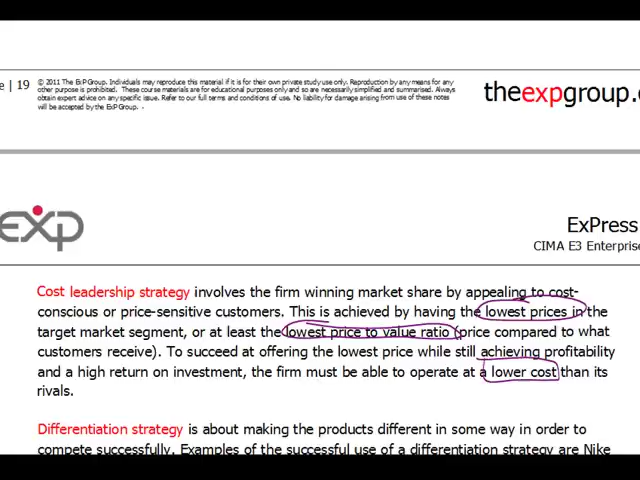 e | 19
© 2011 The ExPGroup. Individuals may reproduce this material if it is for their own private study use only. Reproduction by any means for any
other purpose is prohibited. These course materials are for educational purposes only and so are necessarily simplified and summarised. Always
obtain expert advice on any specific issue. Refer to our full terms and conditions of use. No liability for damage arising from use of these notes
will be accepted by the ExPGroup. .
theexpgroup.
exp
ExPress
CIMA E3 Enterprise
Cost leadership strategy involves the firm winning market share by appealing to cost-
conscious or price-sensitive customers. This is achieved by having the lowest prices in the
target market segment, or at least the lowest price to value ratio (price compared to what
customers receive). To succeed at offering the lowest price while still achieving profitability
and a high return on investment, the firm must be able to operate at a lower cost than its
rivals.
Differentiation strategy is about making the products different in some way in order to
compete successfully. Examples of the successful use of a differentiation strategy are Nike